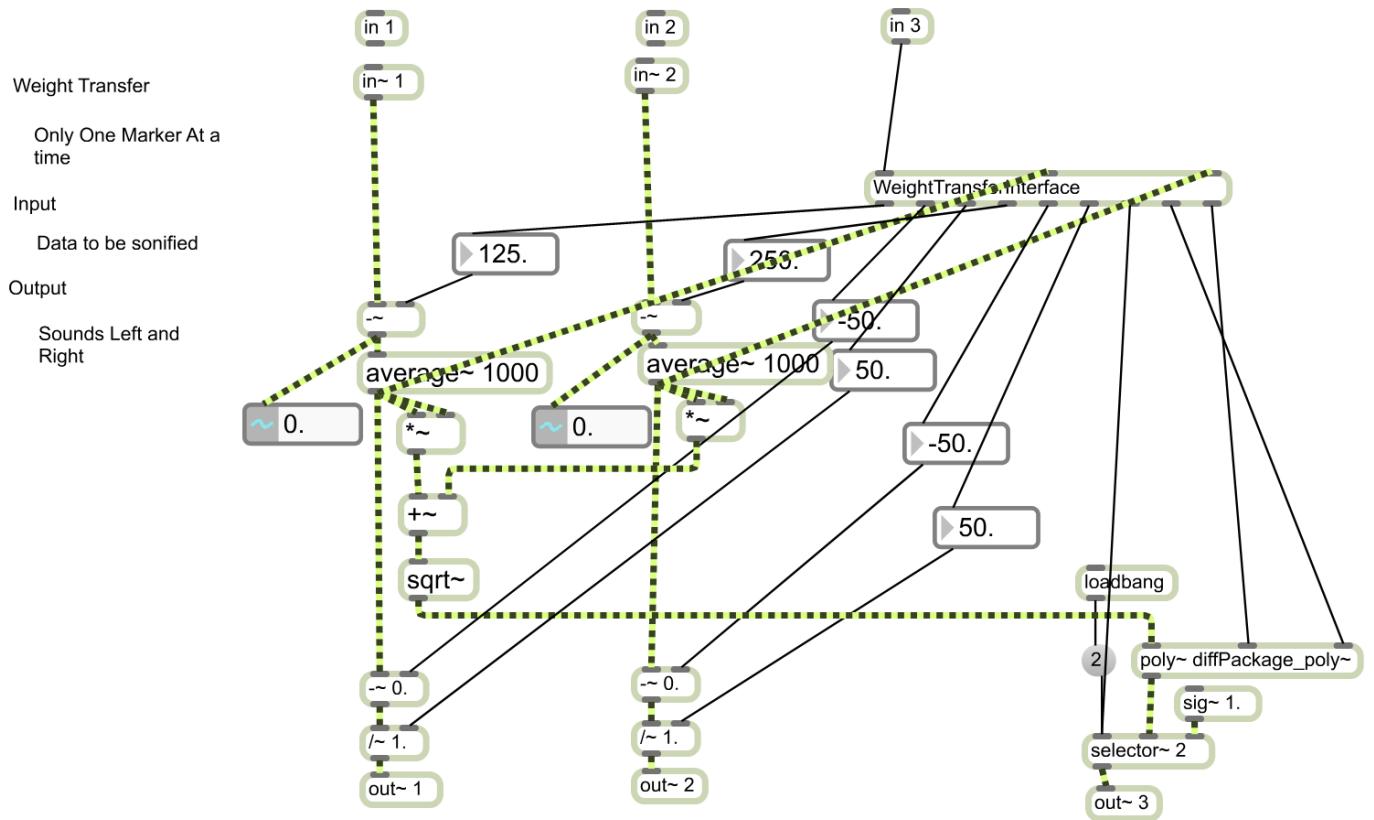 in 1
in 2
in 3
in~ 1
in~ 2
Weight Transfer
Only One Marker At a
time
WeightTransferInterface
Input
Data to be sonified
125.
250.
Output
Sounds Left and
Right
-~
-~
-50.
average~ 1000
average~ 1000
50.
0.
*~
0.
*~
-50.
+~
50.
sqrt~
loadbang
2
poly~ diffPackage_poly~
-~ 0.
-~ 0.
sig~ 1.
/~ 1.
/~ 1.
selector~ 2
out~ 1
out~ 2
out~ 3